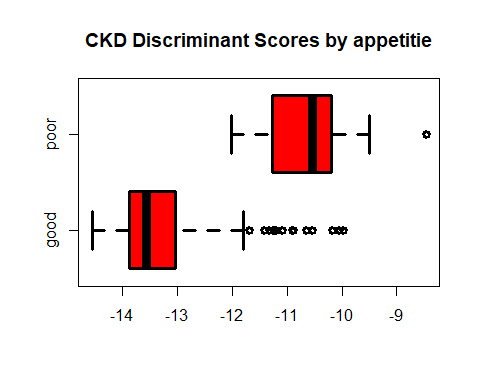 CKD Discriminant Scores by appetitie
poor
good
-14 -13 -12 -11 -10 -9